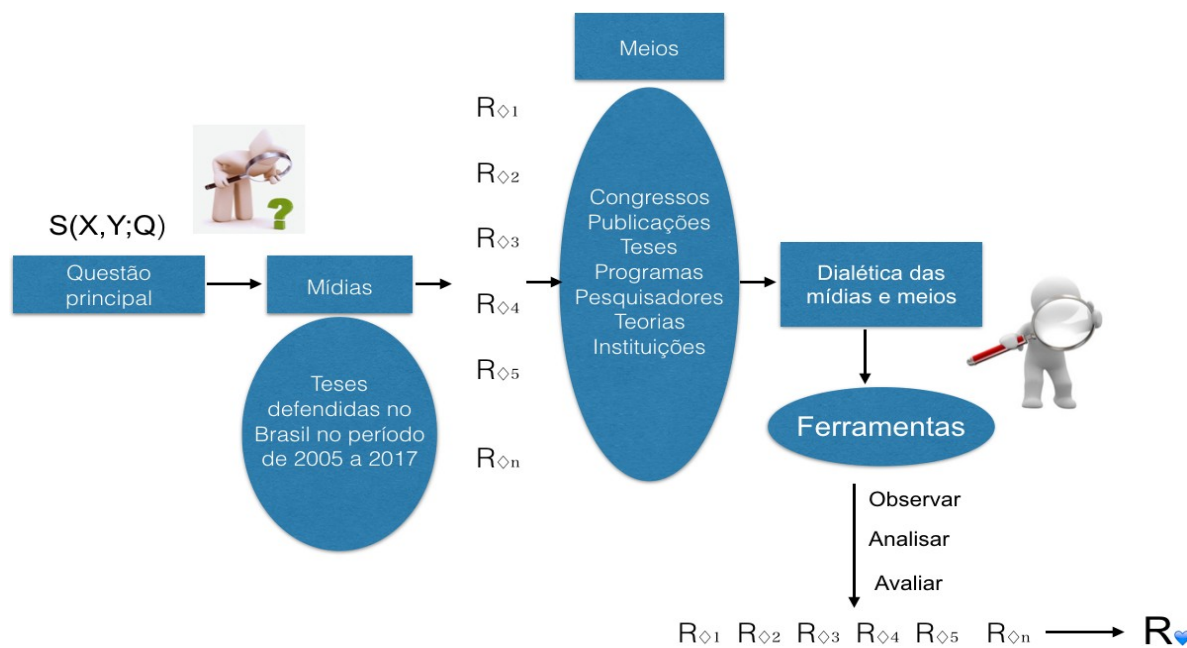 Meios
R◇1
R◇2
R◇3
R◇4
R◇5
R◇n
S(X,Y;Q)
?
Questão
principal
Mídias
Teses
defendidas no
Brasil no período
de 2005 a 2017
Congressos
Publicações
Teses
Programas
Pesquisadores
Teorias
Instituições
Dialética das
mídias e meios
Ferramentas
Observar
Analisar
Avaliar
R◇1 R◇2 R◇3 R◇4 R◇5 R◇n R💙